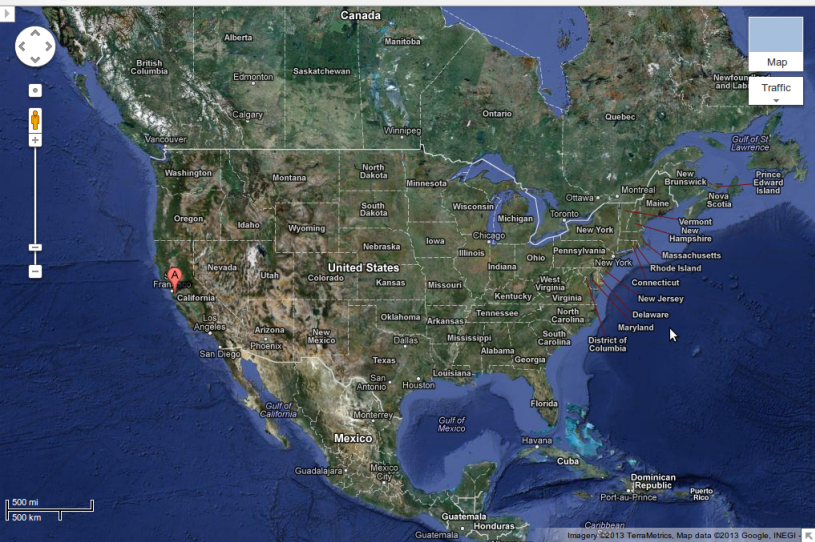 Canada
Alberta
Manitoba
Map
British
Columbia
Edmonton
Saskatchewan
Newfound
and Lab
Traffic
Calgary
Ontario
Quebec
Winnipeg
Vancouver
Gulf of St
Lawrence
Washington
Montana
North
Dakota
Minnesota
Ottawa
Montreal
New
Brunswick
Prince
Edward
Island
Maine
Nova
Scotia
Oregon
Idaho
Wyoming
South
Dakota
Wisconsin
Michigan
Toronto
Vermont
New
Hampshire
New York
Chicago
Iowa
Nebraska
Illinois
Indiana
Ohio
Pennsylvania
New York
Massachusetts
Rhode Island
Connecticut
New Jersey
Delaware
Maryland
District of
Columbia
A
S
Francisco
California
Nevada
Utah
Colorado
United States
Kansas
Missouri
West
Virginia
Kentucky
Virginia
Los
Angeles
San Diego
Arizona
Phoenix
New
Mexico
Oklahoma
Arkansas
Tennessee
North
Carolina
South
Carolina
Dallas
Mississippi
Alabama
Georgia
Texas
San
Antonio
Houston
Louisiana
Florida
Gulf of
California
Monterrey
Gulf of
Mexico
Mexico
Havana
Cuba
Guadalajara
Mexico
City
Dominican
Republic
Port-au-Prince
Puerto
Rico
500 mi
500 km
Guatemala
Honduras
Guatemala
Caribbean
Imagery ©2013 TerraMetrics, Map data ©2013 Google, INEGI -